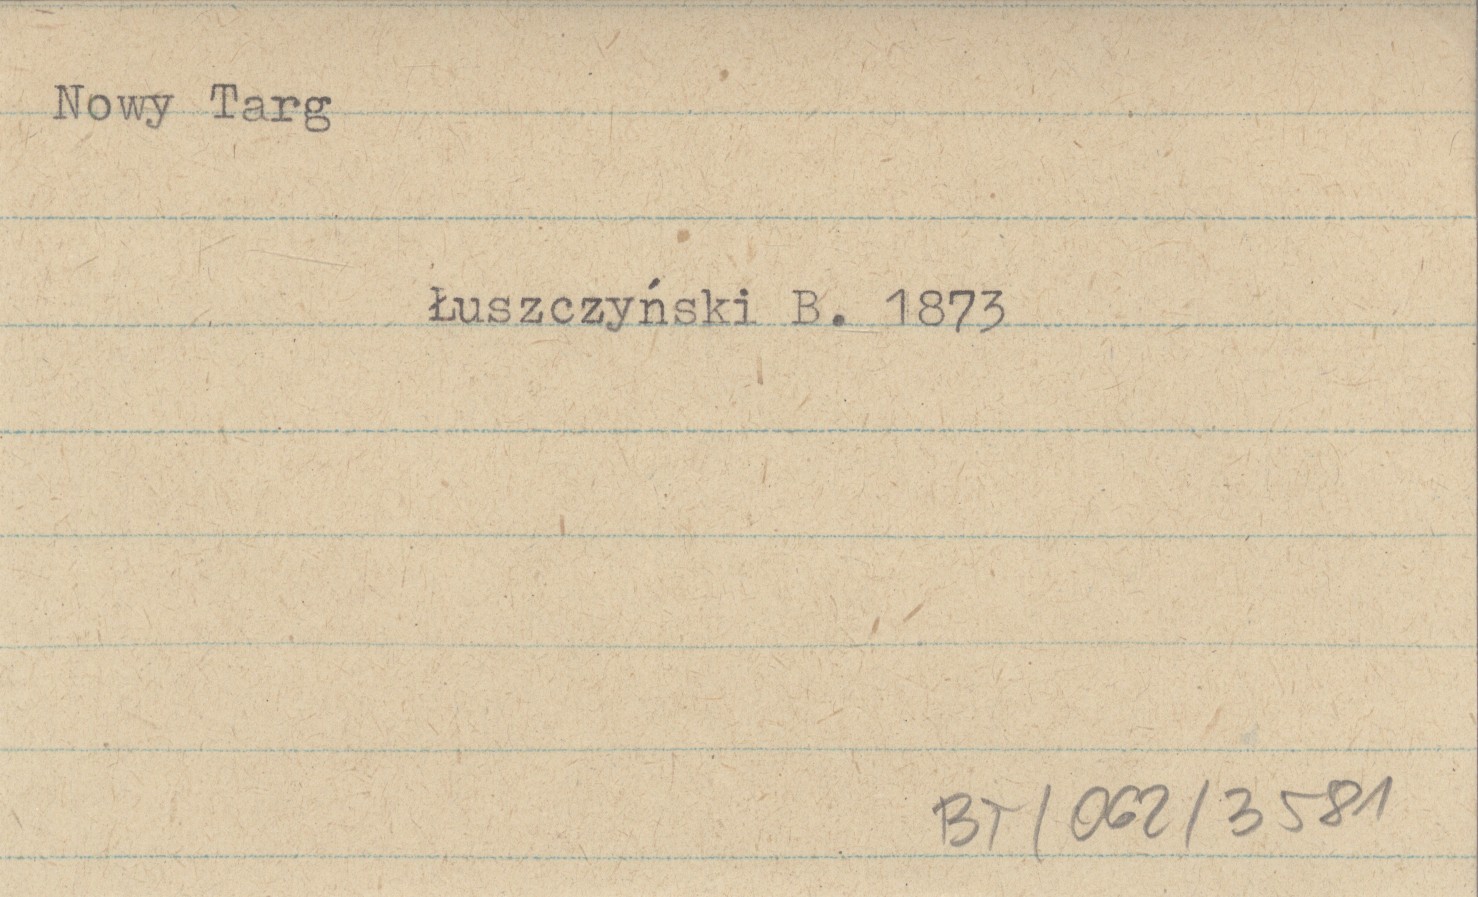 Nowy Targ
Łuszczyński B. 1873
BT/062/3581